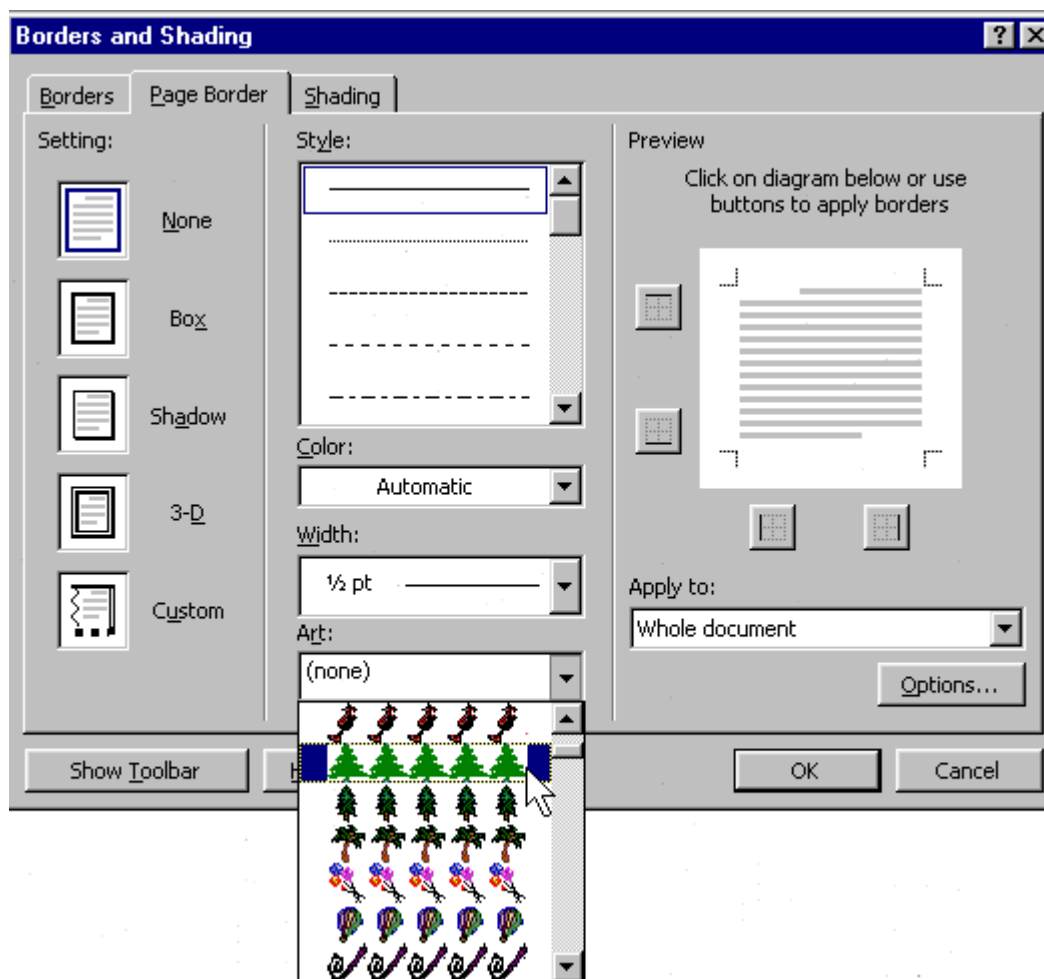 Borders and Shading
Borders
Page Border
Shading
Setting:
None
Box
Shadow
3-D
Custom
Style:
Color:
Automatic
Width:
½ pt
Art:
(none)
Preview
Click on diagram below or use
buttons to apply borders
Apply to:
Whole document
Options...
Show Toolbar
OK
Cancel